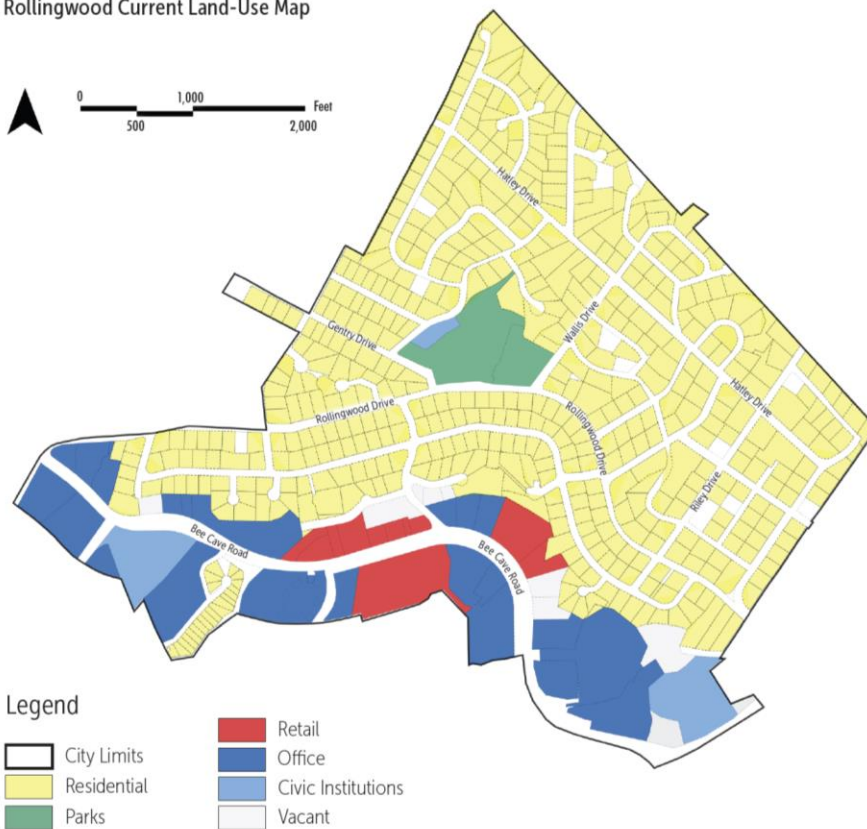 Rollingwood Current Land-Use Map
0 1,000 Feet
500 2,000
Hatley Drive
Wallis Drive
Gentry Drive
Hatley Drive
Rollingwood Drive
Rollingwood Drive
Riley Drive
Bee Cave Road
Bee Cave Road
Legend
City Limits
Residential
Parks
Retail
Office
Civic Institutions
Vacant